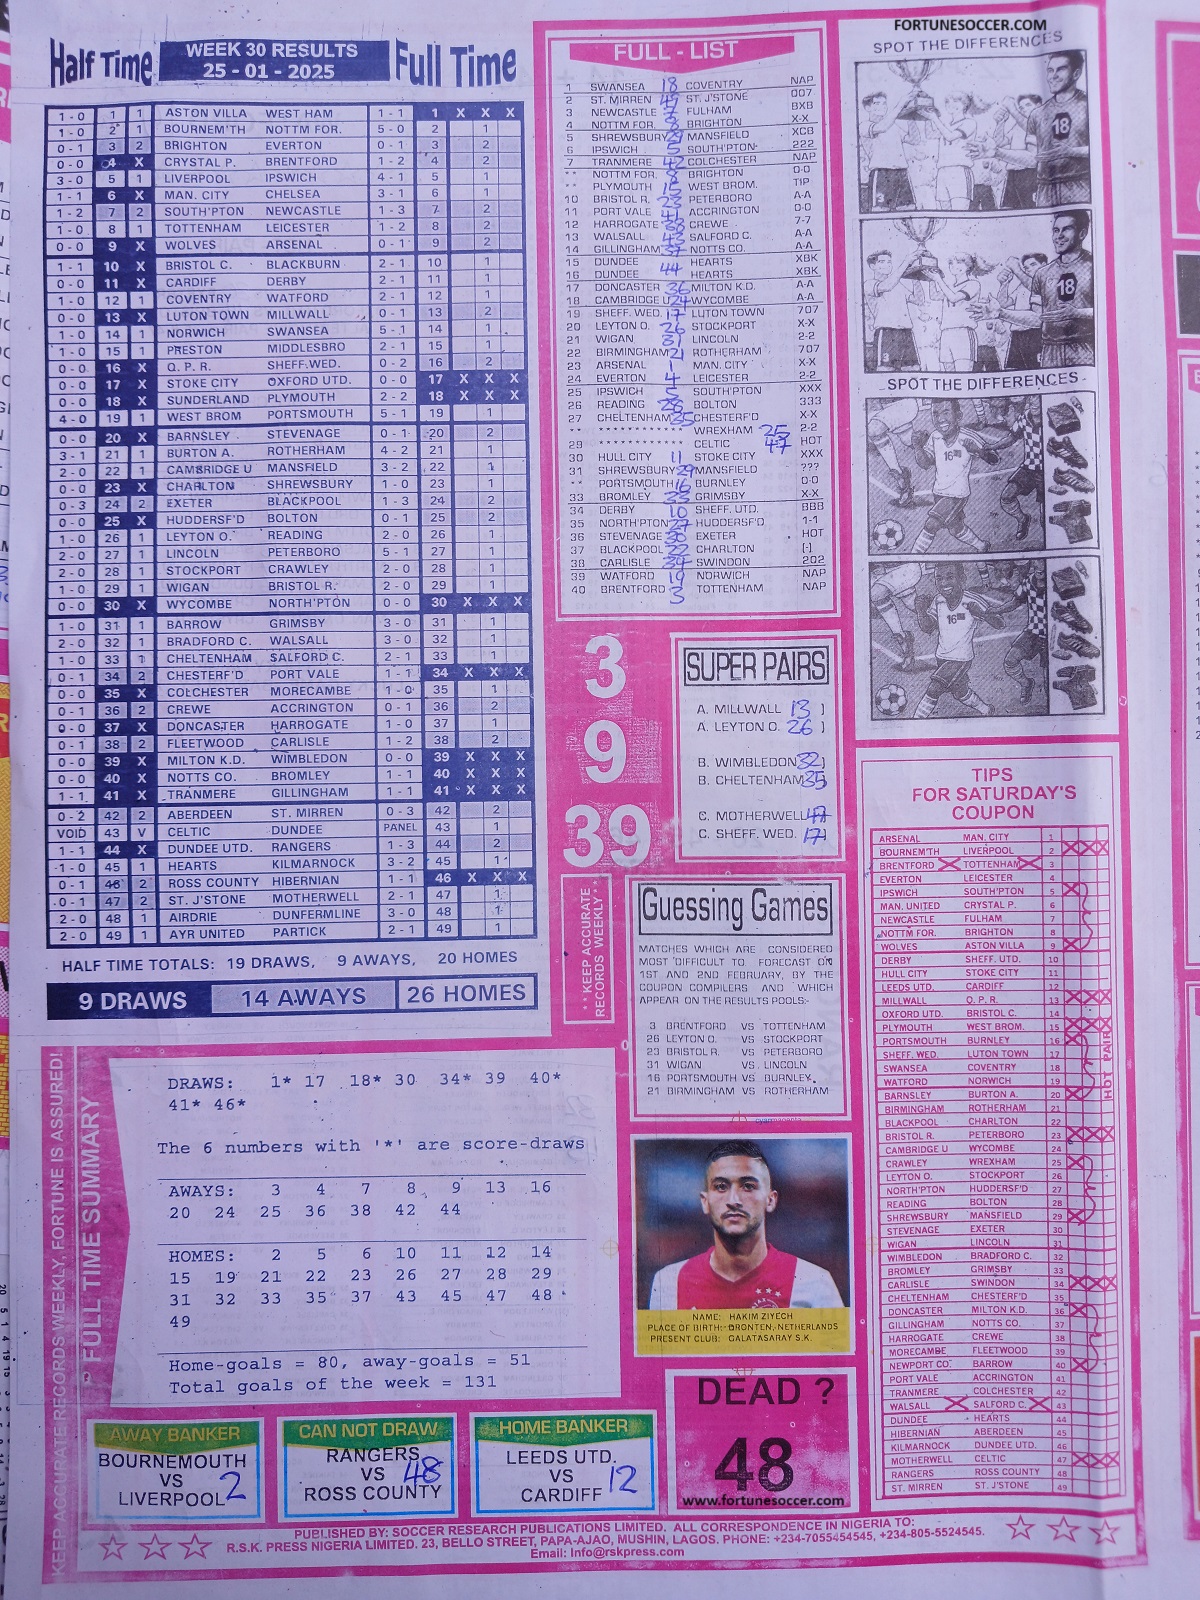 FORTUNESOCCER.COM
Half Time WEEK 30 RESULTS Full Time
25 - 01 - 2025
1 - 0 1 1 ASTON VILLA WEST HAM 1 - 1 1 X X X
1 - 0 2 1 BOURNEM'TH NOTTM FOR. 5 - 0 2 1
0 - 1 3 2 BRIGHTON EVERTON 0 - 1 3 2
0 - 0 4 X CRYSTAL P. BRENTFORD 1 - 2 4 2
3 - 0 5 1 LIVERPOOL IPSWICH 4 - 1 5 1
1 - 1 6 X MAN. CITY CHELSEA 3 - 1 6 1
1 - 2 7 2 SOUTH'PTON NEWCASTLE 1 - 3 7 2
1 - 0 8 1 TOTTENHAM LEICESTER 1 - 2 8 2
0 - 0 9 X WOLVES ARSENAL 0 - 1 9 2
1 - 1 10 X BRISTOL C. BLACKBURN 2 - 1 10 1
0 - 0 11 X CARDIFF DERBY 2 - 1 11 1
1 - 0 12 1 COVENTRY WATFORD 2 - 1 12 1
0 - 0 13 X LUTON TOWN MILLWALL 0 - 1 13 2
1 - 0 14 1 NORWICH SWANSEA 5 - 1 14 1
1 - 0 15 1 PRESTON MIDDLESBRO 2 - 1 15 1
0 - 0 16 X Q. P. R. SHEFF.WED. 0 - 2 16 2
0 - 0 17 X STOKE CITY OXFORD UTD. 0 - 0 17 X X X
0 - 0 18 X SUNDERLAND PLYMOUTH 2 - 2 18 X X X
4 - 0 19 1 WEST BROM PORTSMOUTH 5 - 1 19 1
0 - 0 20 X BARNSLEY STEVENAGE 0 - 1 20 2
3 - 1 21 1 BURTON A. ROTHERHAM 4 - 2 21 1
2 - 0 22 1 CAMBRIDGE U MANSFIELD 3 - 2 22 1
0 - 0 23 X CHARLTON SHREWSBURY 1 - 0 23 1
0 - 3 24 2 EXETER BLACKPOOL 1 - 3 24 2
0 - 0 25 X HUDDERSF'D BOLTON 0 - 1 25 2
1 - 0 26 1 LEYTON O. READING 2 - 0 26 1
2 - 0 27 1 LINCOLN PETERBORO 5 - 1 27 1
2 - 0 28 1 STOCKPORT CRAWLEY 2 - 0 28 1
1 - 0 29 1 WIGAN BRISTOL R. 2 - 0 29 1
0 - 0 30 X WYCOMBE NORTH'PTON 0 - 0 30 X X X
1 - 0 31 1 BARROW GRIMSBY 3 - 0 31 1
2 - 0 32 1 BRADFORD C. WALSALL 3 - 0 32 1
1 - 0 33 1 CHELTENHAM SALFORD C. 2 - 1 33 1
0 - 1 34 2 CHESTERF'D PORT VALE 1 - 1 34 X X X
0 - 0 35 X COLCHESTER MORECAMBE 1 - 0 35 1
0 - 1 36 2 CREWE ACCRINGTON 0 - 1 36 2
0 - 0 37 X DONCASTER HARROGATE 1 - 0 37 1
0 - 1 38 2 FLEETWOOD CARLISLE 1 - 2 38 2
0 - 0 39 X MILTON K.D. WIMBLEDON 0 - 0 39 X X X
0 - 0 40 X NOTTS CO. BROMLEY 1 - 1 40 X X X
1 - 1 41 X TRANMERE GILLINGHAM 1 - 1 41 X X X
0 - 2 42 2 ABERDEEN ST. MIRREN 0 - 3 42 2
VOID 43 V CELTIC DUNDEE PANEL 43 1
1 - 1 44 X DUNDEE UTD. RANGERS 1 - 3 44 2
-1 - 0 45 1 HEARTS KILMARNOCK 3 - 2 45 1
0 - 1 46 2 ROSS COUNTY HIBERNIAN 1 - 1 46 X X X
-0 - 1 47 2 ST. J'STONE MOTHERWELL 2 - 1 47 1
2 - 0 48 1 AIRDRIE DUNFERMLINE 3 - 0 48 1
2 - 0 49 1 AYR UNITED PARTICK 2 - 1 49 1
HALF TIME TOTALS: 19 DRAWS, 9 AWAYS, 20 HOMES
9 DRAWS 14 AWAYS 26 HOMES
FULL - LIST
1 SWANSEA 18 COVENTRY NAP
2 ST. MIRREN 49 ST. J'STONE 007
3 NEWCASTLE 7 FULHAM BXB
4 NOTTM FOR. 8 BRIGHTON X-X
5 SHREWSBURY 29 MANSFIELD XCB
6 IPSWICH 5 SOUTH'PTON 222
7 TRANMERE 42 COLCHESTER NAP
** NOTTM FOR. 8 BRIGHTON 0-0
** PLYMOUTH 15 WEST BROM. TIP
10 BRISTOL R. 23 PETERBORO A-A
11 PORT VALE 41 ACCRINGTON 0-0
12 HARROGATE 38 CREWE 7-7
13 WALSALL 43 SALFORD C. A-A
14 GILLINGHAM 37 NOTTS CO. A-A
15 DUNDEE HEARTS XBK
16 DUNDEE 44 HEARTS XBK
17 DONCASTER 36 MILTON K.D. A-A
18 CAMBRIDGE U 24 WYCOMBE A-A
19 SHEFF. WED. 17 LUTON TOWN 707
20 LEYTON O. 26 STOCKPORT X-X
21 WIGAN 31 LINCOLN 2-2
22 BIRMINGHAM 21 ROTHERHAM 707
23 ARSENAL 1 MAN. CITY X-X
24 EVERTON 4 LEICESTER 2-2
25 IPSWICH 5 SOUTH'PTON XXX
26 READING 28 BOLTON 333
27 CHELTENHAM 35 CHESTERF'D X-X
** *********** WREXHAM 25 2-2
29 *********** CELTIC 47 HOT
30 HULL CITY 11 STOKE CITY XXX
31 SHREWSBURY 29 MANSFIELD ???
** PORTSMOUTH 16 BURNLEY 0-0
33 BROMLEY 33 GRIMSBY X-X
34 DERBY 10 SHEFF. UTD. BBB
35 NORTH'PTON 27 HUDDERSF'D 1-1
36 STEVENAGE 30 EXETER HOT
37 BLACKPOOL 22 CHARLTON [-]
38 CARLISLE 34 SWINDON 202
39 WATFORD 19 NORWICH NAP
40 BRENTFORD 3 TOTTENHAM NAP
SPOT THE DIFFERENCES
18
18
SPOT THE DIFFERENCES
16
16
3
9
39
** KEEP ACCURATE
RECORDS WEEKLY **
SUPER PAIRS
A. MILLWALL 13 ]
A. LEYTON O. 26 ]
B. WIMBLEDON 32 ]
B. CHELTENHAM 35
C. MOTHERWELL 47
C. SHEFF. WED. 17 ]
Guessing Games
MATCHES WHICH ARE CONSIDERED
MOST DIFFICULT TO FORECAST ON
1ST AND 2ND FEBRUARY, BY THE
COUPON COMPILERS AND WHICH
APPEAR ON THE RESULTS POOLS:-
3 BRENTFORD VS TOTTENHAM
26 LEYTON O. VS STOCKPORT
23 BRISTOL R. VS PETERBORO
31 WIGAN VS. LINCOLN
16 PORTSMOUTH VS BURNLEY.
21 BIRMINGHAM VS ROTHERHAM
NAME: HAKIM ZIYECH
PLACE OF BIRTH:- DRONTEN, NETHERLANDS
PRESENT CLUB: GALATASARAY S.K.
DEAD ?
48
www.fortunesoccer.com
TIPS
FOR SATURDAY'S
COUPON
ARSENAL MAN. CITY 1
BOURNEM'TH LIVERPOOL 2 XXX
BRENTFORD X TOTTENHAM X 3
EVERTON LEICESTER 4
IPSWICH SOUTH'PTON 5 X
MAN. UNITED CRYSTAL P. 6
NEWCASTLE FULHAM 7
NOTTM FOR. BRIGHTON 8
WOLVES ASTON VILLA 9 X
DERBY SHEFF. UTD. 10
HULL CITY STOKE CITY 11
LEEDS UTD. CARDIFF 12
MILLWALL Q. P. R. 13 XXX
OXFORD UTD. BRISTOL C. 14
PLYMOUTH WEST BROM. 15 XXX
PORTSMOUTH BURNLEY 16 X
SHEFF. WED. LUTON TOWN 17
SWANSEA COVENTRY 18
WATFORD NORWICH 19
BARNSLEY BURTON A. 20 X
BIRMINGHAM ROTHERHAM 21
BLACKPOOL CHARLTON 22
BRISTOL R. PETERBORO 23 XXX
CAMBRIDGE U WYCOMBE 24
CRAWLEY WREXHAM 25 X
LEYTON O. STOCKPORT 26
NORTH'PTON HUDDERSF'D 27
READING BOLTON 28
SHREWSBURY MANSFIELD 29 X
STEVENAGE EXETER 30
WIGAN LINCOLN 31
WIMBLEDON BRADFORD C. 32
BROMLEY GRIMSBY 33
CARLISLE SWINDON 34 XXX
CHELTENHAM CHESTERF'D 35
DONCASTER MILTON K.D. 36 X
GILLINGHAM NOTTS CO. 37
HARROGATE CREWE 38
MORECAMBE FLEETWOOD 39
NEWPORT CO. BARROW 40 X
PORT VALE ACCRINGTON 41
TRANMERE COLCHESTER 42
WALSALL X SALFORD C. X 43
DUNDEE HEARTS 44
HIBERNIAN ABERDEEN 45
KILMARNOCK DUNDEE UTD. 46
MOTHERWELL CELTIC 47 XXX
RANGERS ROSS COUNTY 48
ST. MIRREN ST. J'STONE 49
HOT PAIR
KEEP ACCURATE RECORDS WEEKLY, FORTUNE IS ASSURED!
FULL TIME SUMMARY
DRAWS: 1* 17 18* 30 34* 39 40*
41* 46*
The 6 numbers with '*' are score-draws
AWAYS: 3 4 7 8 9 13 16
20 24 25 36 38 42 44
HOMES: 2 5 6 10 11 12 14
15 19 21 22 23 26 27 28 29
31 32 33 35 37 43 45 47 48
49
Home-goals = 80, away-goals = 51
Total goals of the week = 131
AWAY BANKER
BOURNEMOUTH
VS
LIVERPOOL 2
CAN NOT DRAW
RANGERS
VS 48
ROSS COUNTY
HOME BANKER
LEEDS UTD.
VS
CARDIFF 12
PUBLISHED BY: SOCCER RESEARCH PUBLICATIONS LIMITED. ALL CORRESPONDENCE IN NIGERIA TO:
R.S.K. PRESS NIGERIA LIMITED. 23, BELLO STREET, PAPA-AJAO, MUSHIN, LAGOS. PHONE: +234-7055454545, +234-805-5524545.
Email: Info@rskpress.com